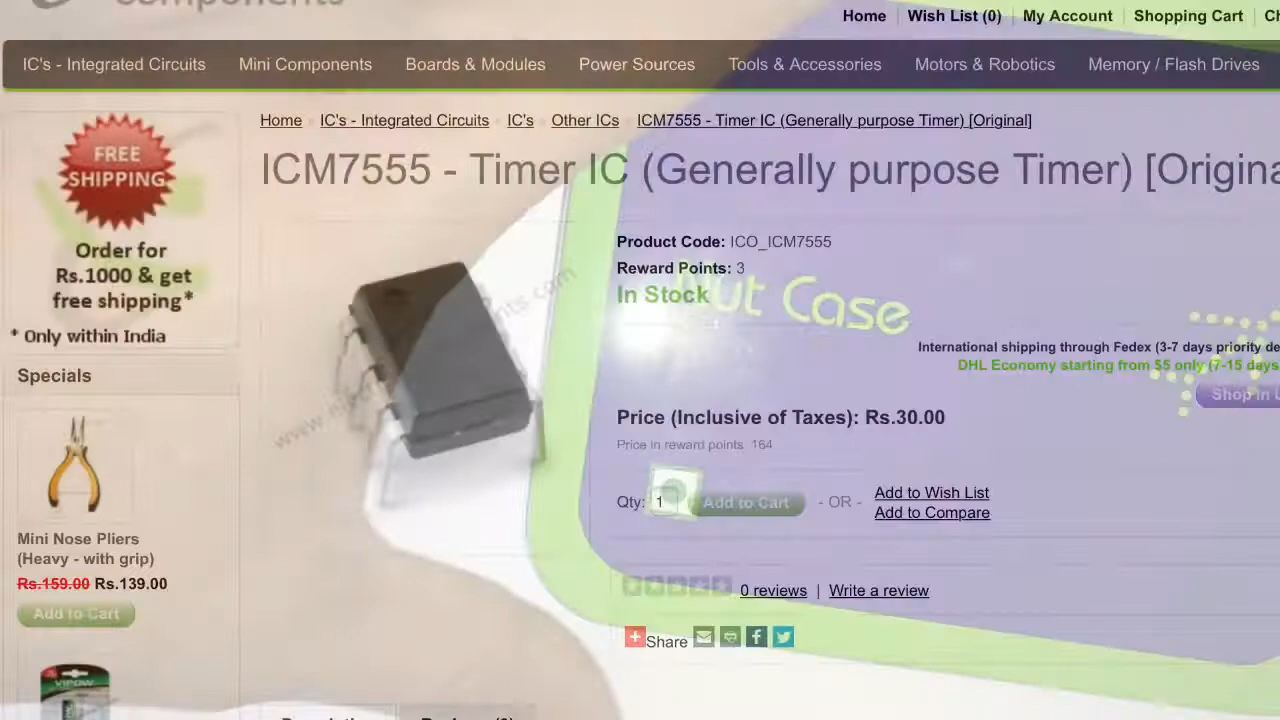 components
Home | Wish List (0) | My Account | Shopping Cart |
IC's - Integrated Circuits Mini Components Boards & Modules Power Sources Tools & Accessories Motors & Robotics Memory / Flash Drives
Home IC's - Integrated Circuits IC's Other ICs ICM7555 - Timer IC (Generally purpose Timer) [Original]
ICM7555 - Timer IC (Generally purpose Timer) [Origina
FREE
SHIPPING
Order for
Rs.1000 & get
free shipping*
* Only within India
Specials
Mini Nose Pliers
(Heavy - with grip)
Rs.159.00 Rs.139.00
Add to Cart
VIPOW
Product Code: ICO_ICM7555
Reward Points: 3
In Stock
Nut Case
International shipping through Fedex (3-7 days priority de
DHL Economy starting from $5 only (7-15 days
Shop in
Price (Inclusive of Taxes): Rs.30.00
Price in reward points 164
Qty: 1 Add to Cart - OR - Add to Wish List
Add to Compare
0 reviews | Write a review
Share